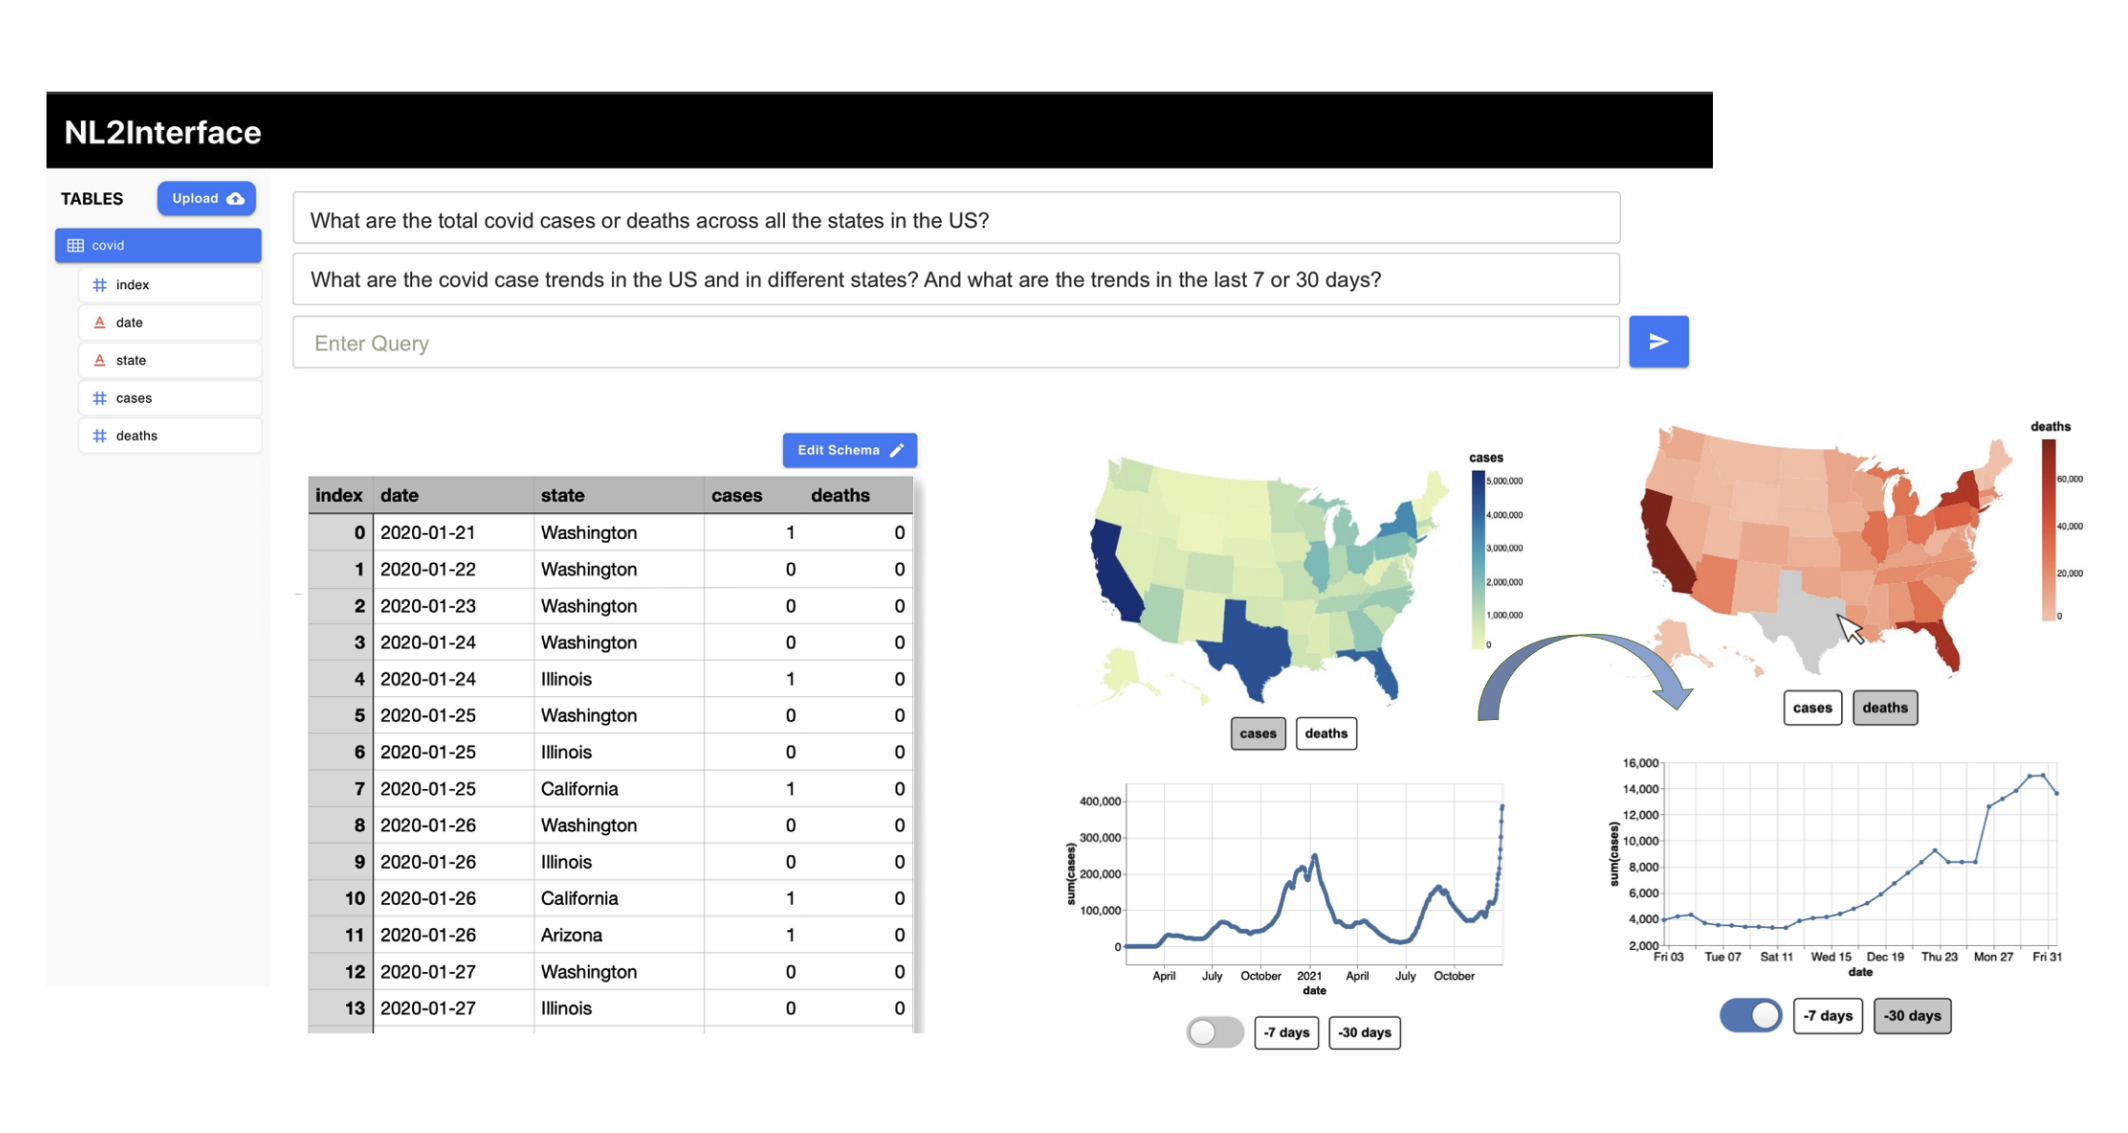 NL2Interface
TABLES
Upload
covid
index
date
state
cases
deaths
What are the total covid cases or deaths across all the states in the US?
What are the covid case trends in the US and in different states? And what are the trends in the last 7 or 30 days?
Enter Query
Edit Schema
index date state cases deaths
0 2020-01-21 Washington 1 0
1 2020-01-22 Washington 0 0
2 2020-01-23 Washington 0 0
3 2020-01-24 Washington 0 0
4 2020-01-24 Illinois 1 0
5 2020-01-25 Washington 0 0
6 2020-01-25 Illinois 0 0
7 2020-01-25 California 1 0
8 2020-01-26 Washington 0 0
9 2020-01-26 Illinois 0 0
10 2020-01-26 California 1 0
11 2020-01-26 Arizona 1 0
12 2020-01-27 Washington 0 0
13 2020-01-27 Illinois 0 0
cases
5,000,000
4,000,000
3,000,000
2,000,000
1,000,000
0
cases deaths
400,000
300,000
200,000
100,000
0
sum(cases)
April July October 2021 April July October
date
-7 days -30 days
deaths
60,000
40,000
20,000
0
cases deaths
16,000
14,000
12,000
10,000
8,000
6,000
4,000
2,000
sum(cases)
Fri 03 Tue 07 Sat 11 Wed 15 Dec 19 Thu 23 Mon 27 Fri 31
date
-7 days -30 days